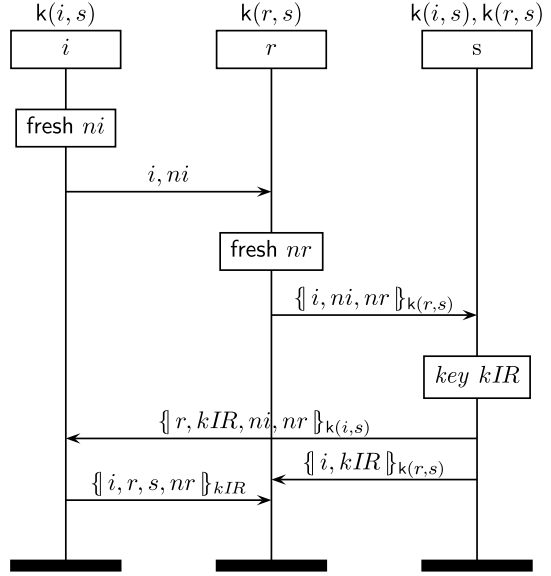 k(i, s) k(r, s) k(i, s), k(r, s)
i r s
fresh ni
i, ni
fresh nr
{| i, ni, nr |}k(r,s)
key kIR
{| r, kIR, ni, nr |}k(i,s)
{| i, kIR |}k(r,s)
{| i, r, s, nr |}kIR